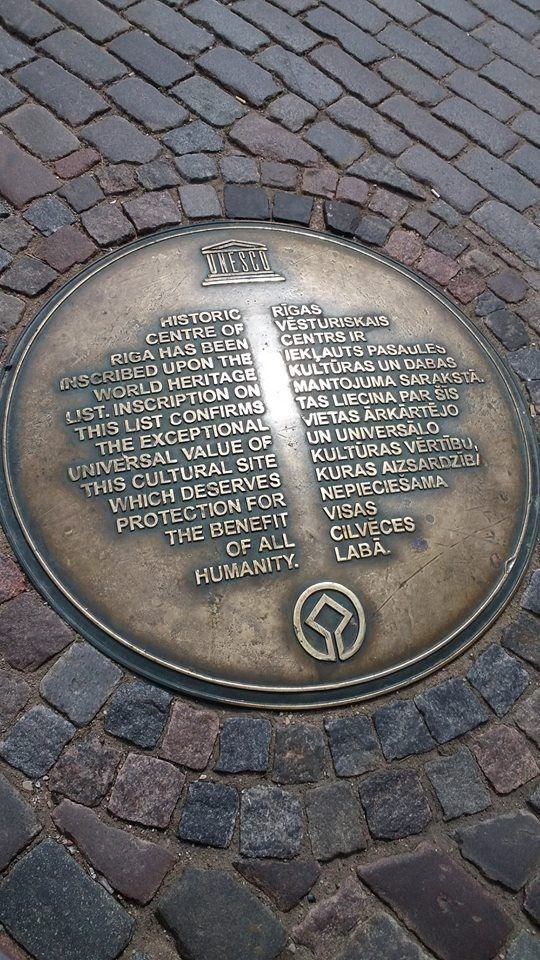 UNESCO
HISTORIC
CENTRE OF
RIGA HAS BEEN
INSCRIBED UPON THE
WORLD HERITAGE
LIST. INSCRIPTION ON
THIS LIST CONFIRMS
THE EXCEPTIONAL
UNIVERSAL VALUE OF
THIS CULTURAL SITE
WHICH DESERVES
PROTECTION FOR
THE BENEFIT
OF ALL
HUMANITY.
RĪGAS
VĒSTURISKAIS
CENTRS IR
IEKĻAUTS PASAULES
KULTŪRAS UN DABAS
MANTOJUMA SARAKSTĀ.
TAS LIECINA PAR ŠĪS
VIETAS ĀRKĀRTĒJO
UN UNIVERSĀLO
KULTŪRAS VĒRTĪBU,
KURAS AIZSARDZĪBA
NEPIECIEŠAMA
VISAS
CILVĒCES
LABĀ.